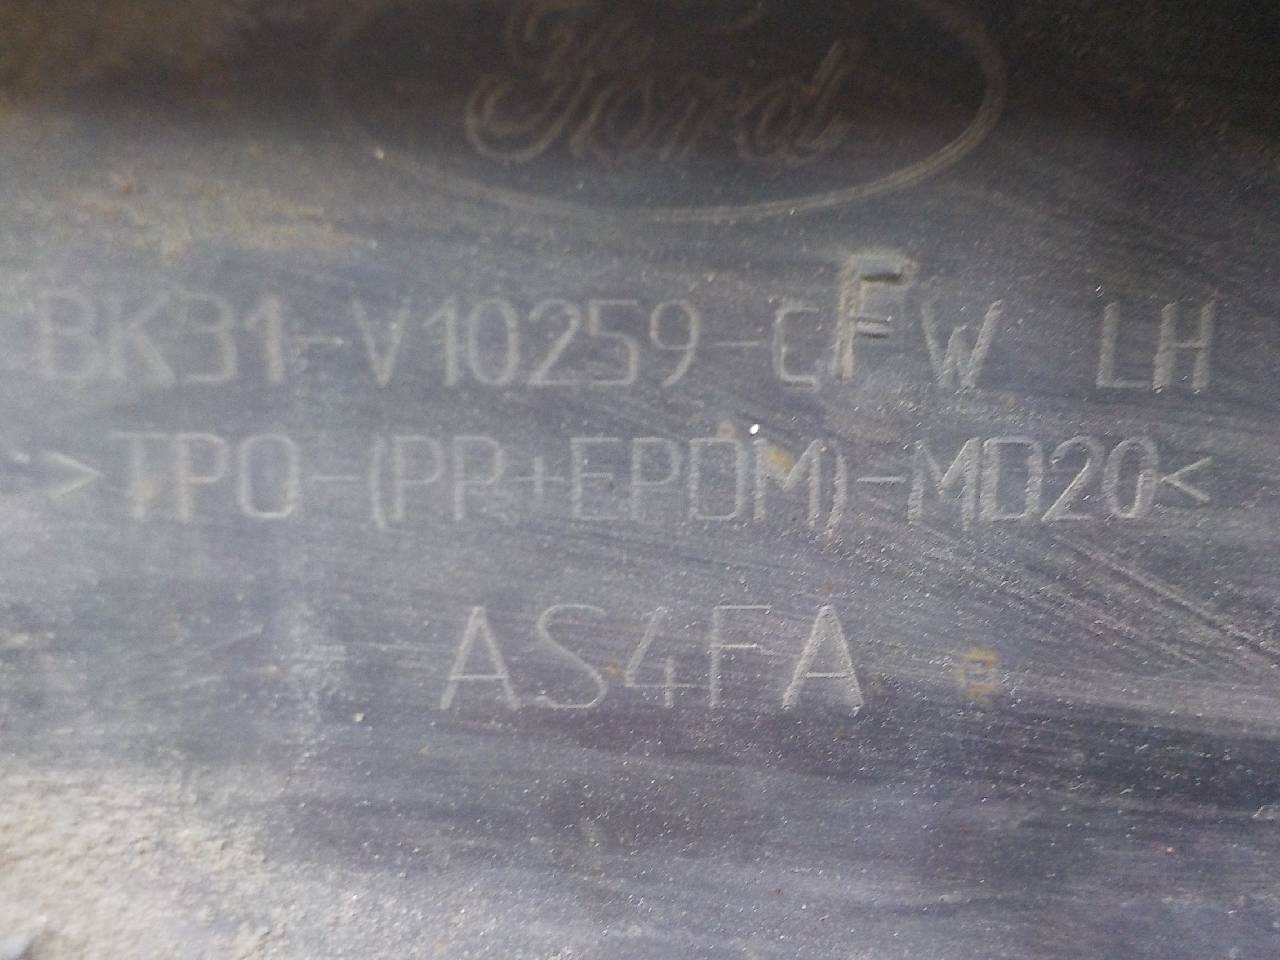 Ford
BK31-V10259-CFW LH
>TPO-(PP+EPDM)-MD20<
AS4FA